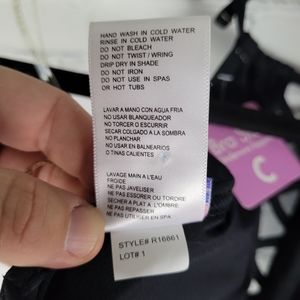 HAND WASH IN COLD WATER
RINSE IN COLD WATER
DO NOT BLEACH
DO NOT TWIST / WRING
DRIP DRY IN SHADE
DO NOT IRON
DO NOT USE IN SPAS
OR HOT TUBS
LAVAR A MANO CON AGUA FRIA
NO USAR BLANQUEADOR
NO TORCER O ESCURRIR
SECAR COLGADO A LA SOMBRA
NO PLANCHAR
NO USAR EN BALNEARIOS
O TINAS CALIENTES
LAVAGE MAIN A L'EAU
FROIDE
NE PAS JAVELISER
NE PAS ESSORER OU TORDRE
SECHER A PLAT A L'OMBRE
NE PAS REPASSER
NE PAS UTILISER EN SPA
STYLE# R16861
LOT# 1
C